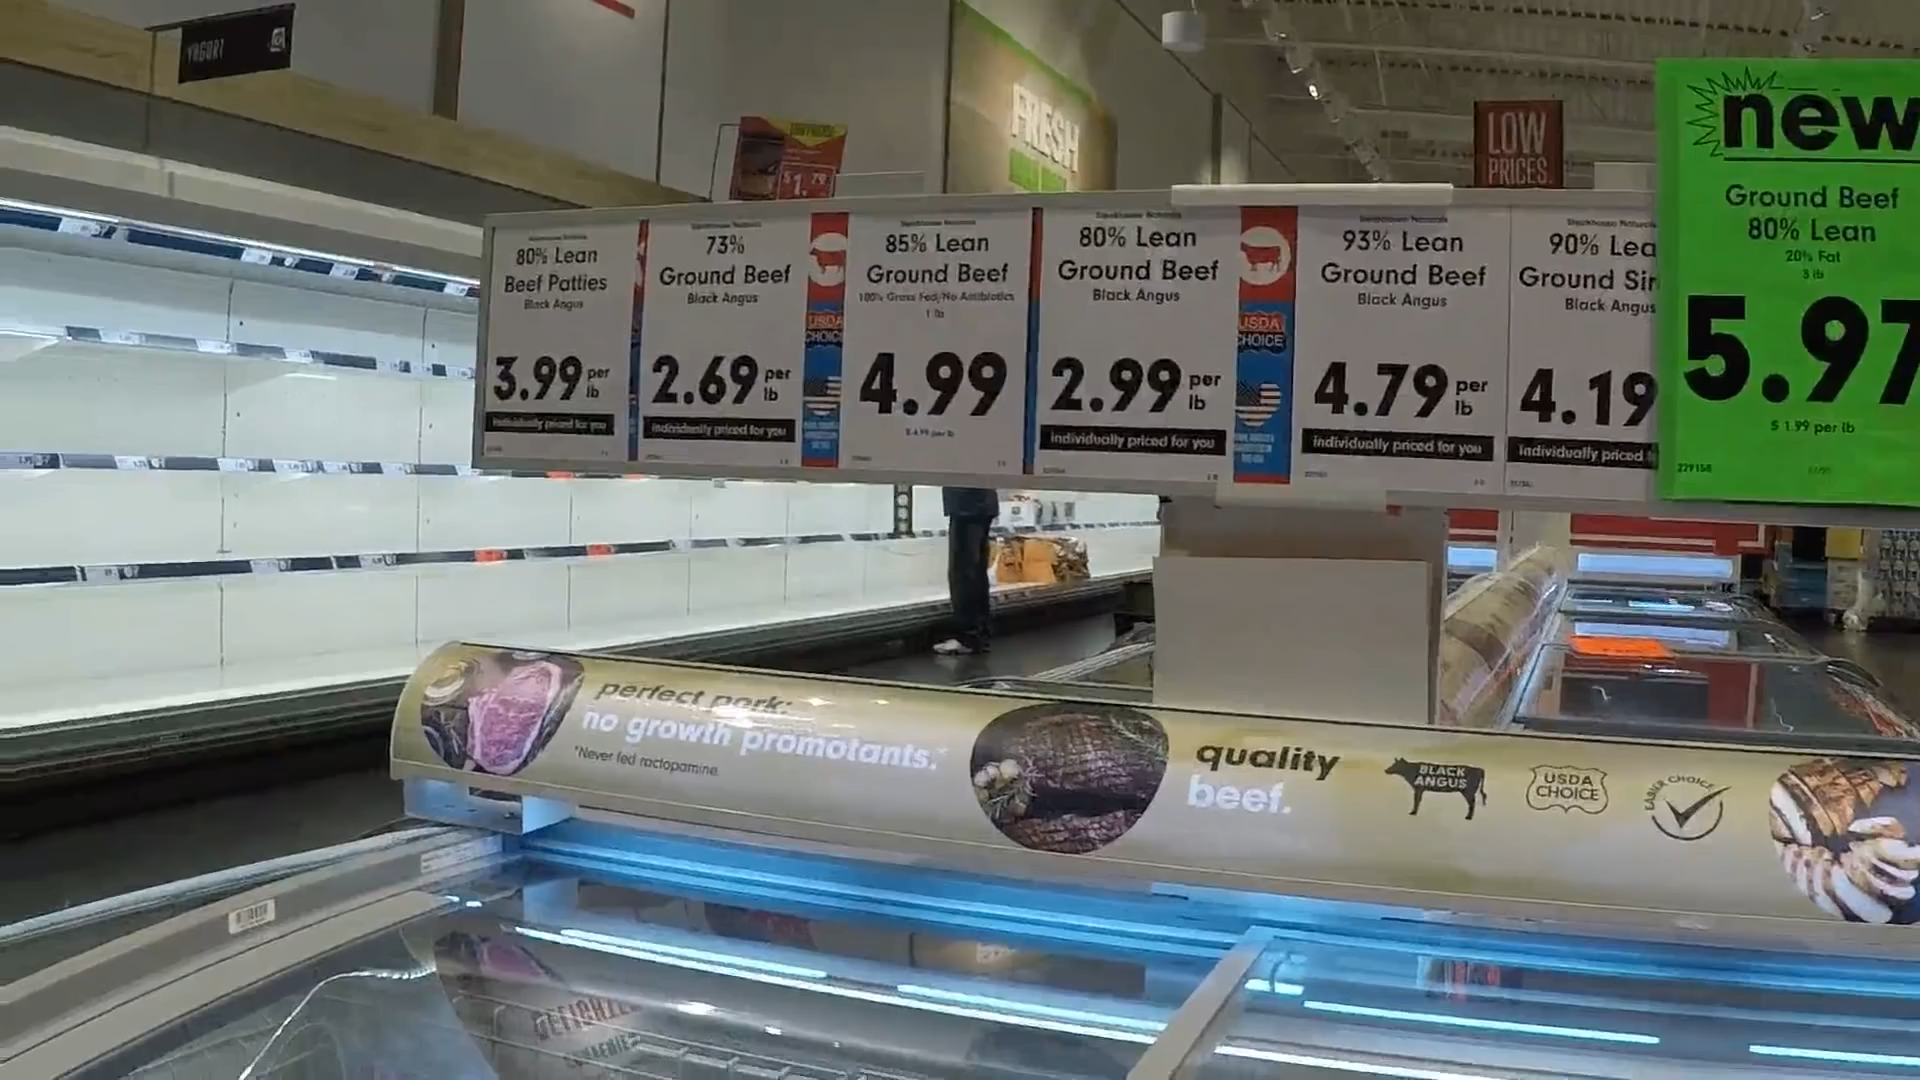 YOGURT
FRESH
LOW
PRICES.
$1.79
80% Lean
Beef Patties
Black Angus
3.99 per lb
individually priced for you
73%
Ground Beef
Black Angus
2.69 per lb
individually priced for you
USDA
CHOICE
85% Lean
Ground Beef
100% Grass Fed/No Antibiotics
1 lb
4.99
$ 4.99 per lb
80% Lean
Ground Beef
Black Angus
2.99 per lb
individually priced for you
USDA
CHOICE
93% Lean
Ground Beef
Black Angus
4.79 per lb
individually priced for you
90% Lea
Ground Sir
Black Angus
4.19
individually priced
new
Ground Beef
80% Lean
20% Fat
3 lb
5.97
$ 1.99 per lb
229158
perfect pork:
no growth promotants.*
*Never fed ractopamine.
quality
beef.
BLACK
ANGUS
USDA
CHOICE
EASIER CHOICE